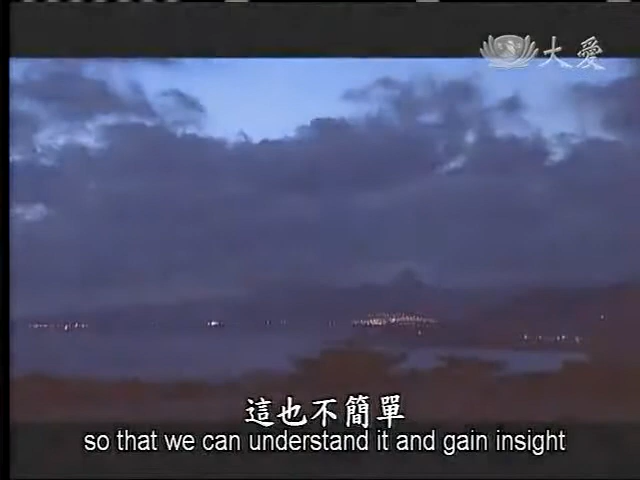 大愛
這也不簡單
so that we can understand it and gain insight